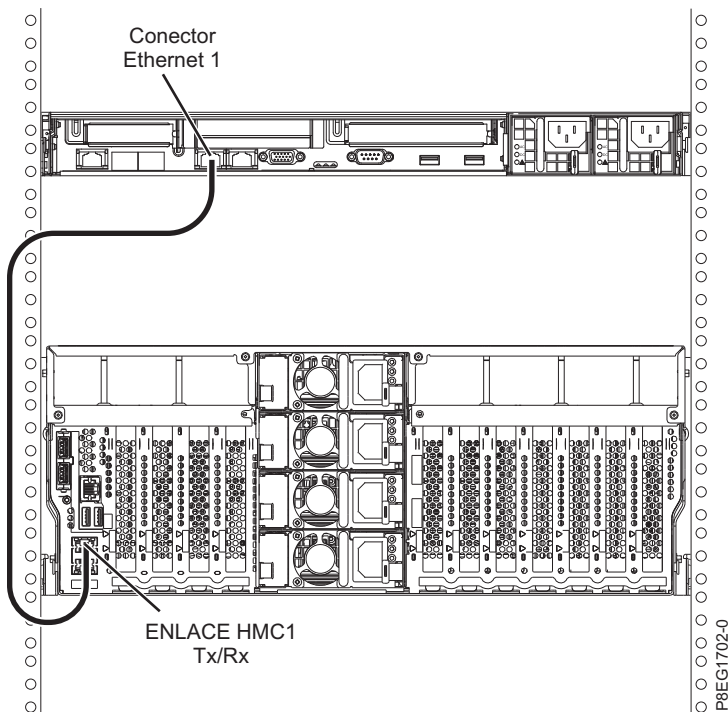 Conector
Ethernet 1
ENLACE HMC1
Tx/Rx
P8EG1702-0